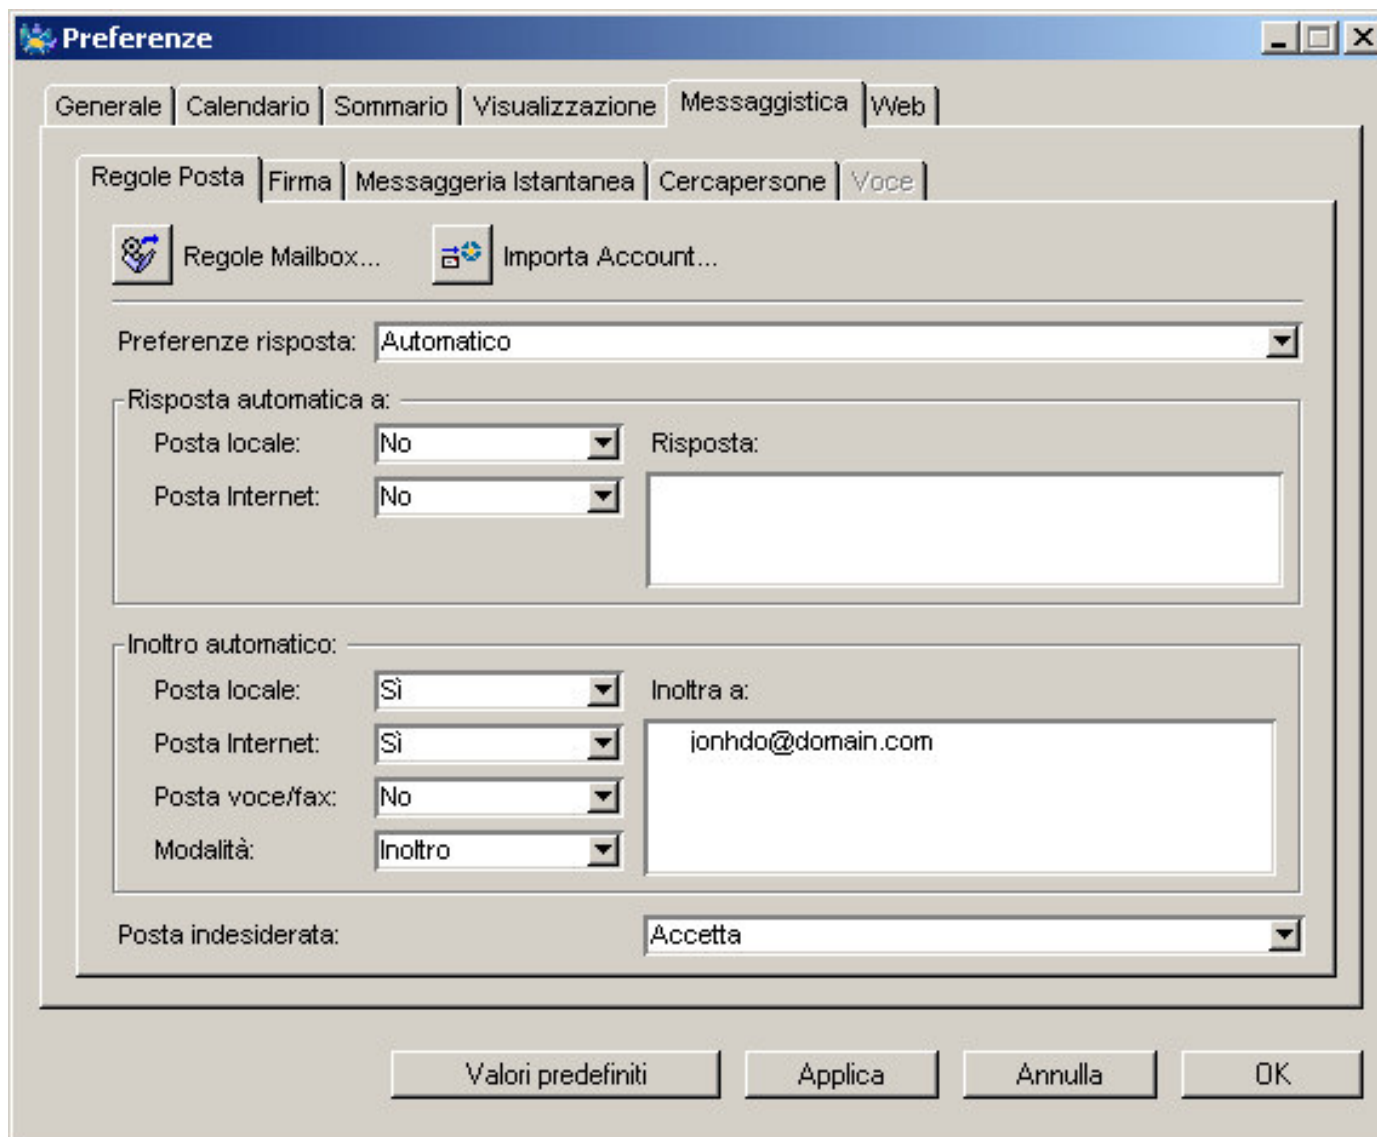 Preferenze
Generale Calendario Sommario Visualizzazione Messaggistica Web
Regole Posta Firma Messaggeria Istantanea Cercapersone Voce
Regole Mailbox... Importa Account...
Preferenze risposta: Automatico
Risposta automatica a:
Posta locale: No Risposta:
Posta Internet: No
Inoltro automatico:
Posta locale: Sì Inoltra a:
Posta Internet: Sì jonhdo@domain.com
Posta voce/fax: No
Modalità: Inoltro
Posta indesiderata: Accetta
Valori predefiniti Applica Annulla OK